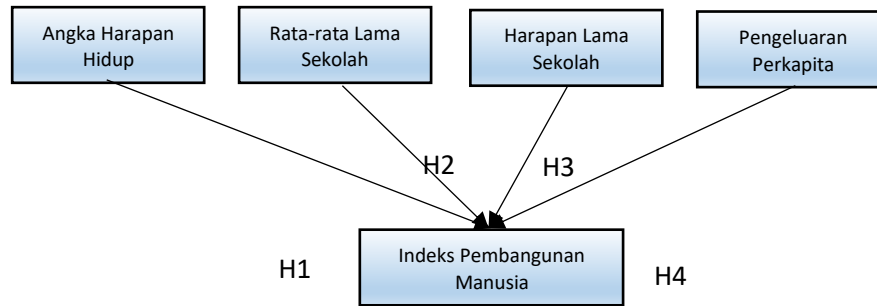 Angka Harapan
Hidup
Rata-rata Lama
Sekolah
Harapan Lama
Sekolah
Pengeluaran
Perkapita
H2
H3
H1
Indeks Pembangunan
Manusia
H4